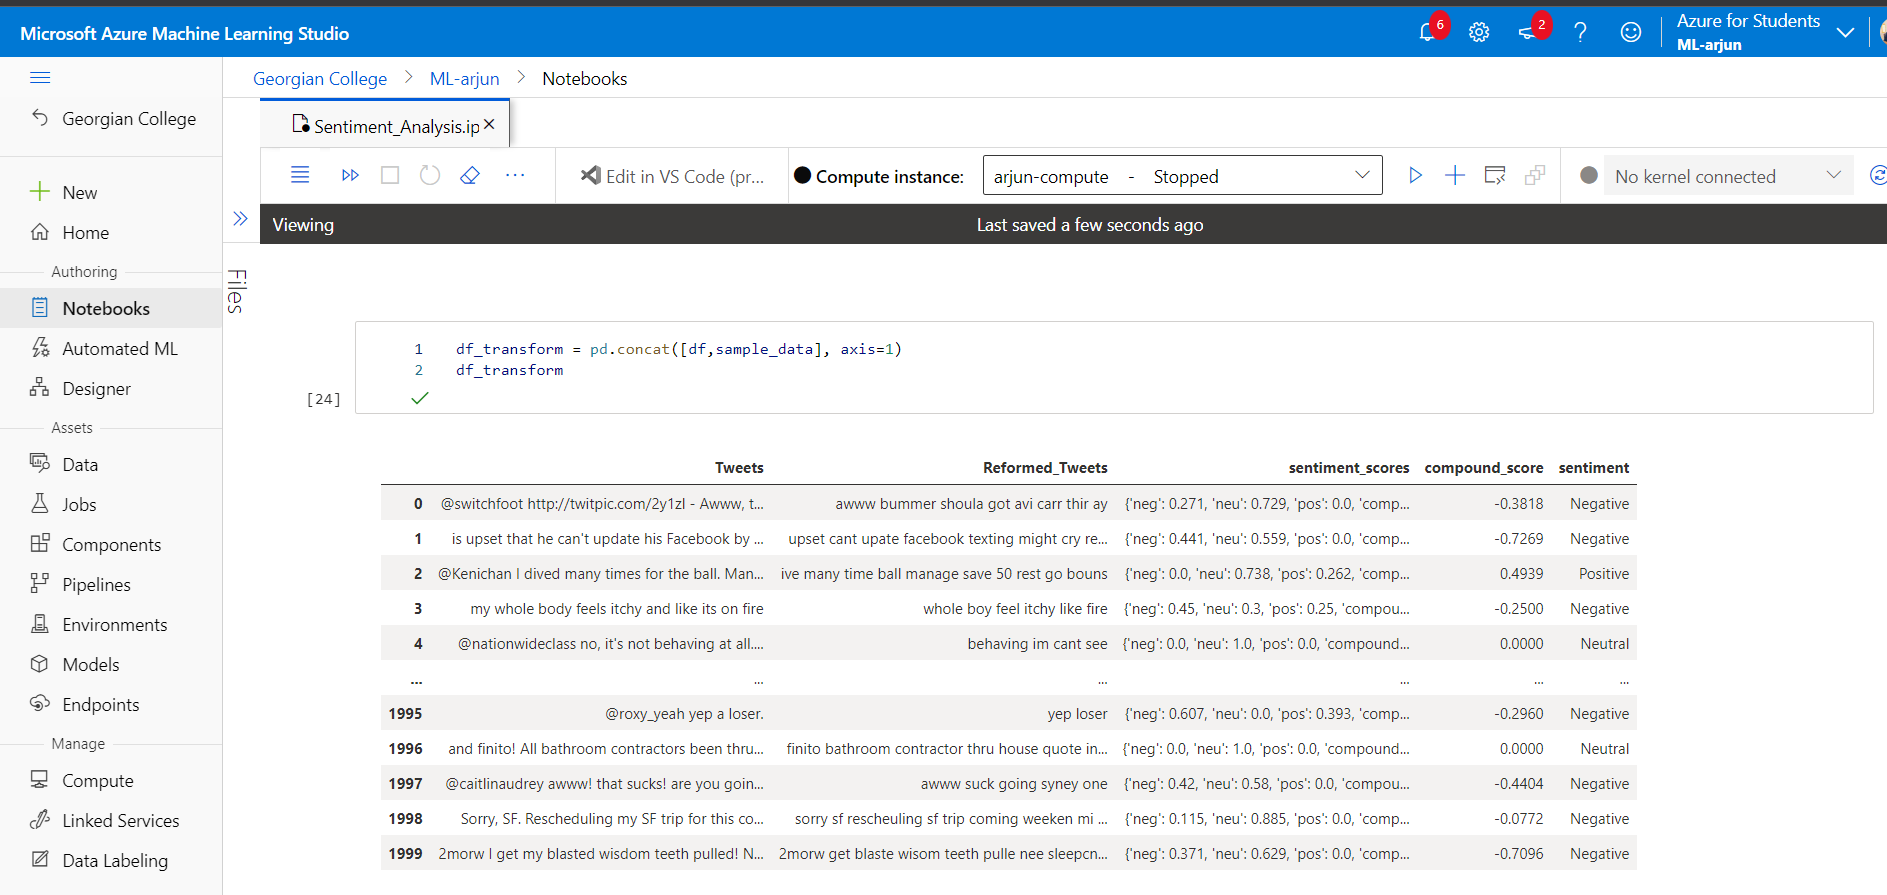 Microsoft Azure Machine Learning Studio
6
2
Azure for Students
ML-arjun
Georgian College
New
Home
Authoring
Notebooks
Automated ML
Designer
Assets
Data
Jobs
Components
Pipelines
Environments
Models
Endpoints
Manage
Compute
Linked Services
Data Labeling
Georgian College > ML-arjun > Notebooks
Sentiment_Analysis.ip
Edit in VS Code (pr...
Compute instance:
arjun-compute - Stopped
No kernel connected
Viewing
Last saved a few seconds ago
Files
1 df_transform = pd.concat([df,sample_data], axis=1)
2 df_transform
[24]
Tweets Reformed_Tweets sentiment_scores compound_score sentiment
0 @switchfoot http://twitpic.com/2y1zl - Awww, t... awww bummer shoula got avi carr thir ay {'neg': 0.271, 'neu': 0.729, 'pos': 0.0, 'comp... -0.3818 Negative
1 is upset that he can't update his Facebook by ... upset cant upate facebook texting might cry re... {'neg': 0.441, 'neu': 0.559, 'pos': 0.0, 'comp... -0.7269 Negative
2 @Kenichan I dived many times for the ball. Man... ive many time ball manage save 50 rest go bouns {'neg': 0.0, 'neu': 0.738, 'pos': 0.262, 'comp... 0.4939 Positive
3 my whole body feels itchy and like its on fire whole boy feel itchy like fire {'neg': 0.45, 'neu': 0.3, 'pos': 0.25, 'compou... -0.2500 Negative
4 @nationwideclass no, it's not behaving at all.... behaving im cant see {'neg': 0.0, 'neu': 1.0, 'pos': 0.0, 'compound... 0.0000 Neutral
... ... ... ... ... ...
1995 @roxy_yeah yep a loser. yep loser {'neg': 0.607, 'neu': 0.0, 'pos': 0.393, 'comp... -0.2960 Negative
1996 and finito! All bathroom contractors been thru... finito bathroom contractor thru house quote in... {'neg': 0.0, 'neu': 1.0, 'pos': 0.0, 'compound... 0.0000 Neutral
1997 @caitlinaudrey awww! that sucks! are you goin... awww suck going syney one {'neg': 0.42, 'neu': 0.58, 'pos': 0.0, 'compou... -0.4404 Negative
1998 Sorry, SF. Rescheduling my SF trip for this co... sorry sf rescheuling sf trip coming weeken mi ... {'neg': 0.115, 'neu': 0.885, 'pos': 0.0, 'comp... -0.0772 Negative
1999 2morw I get my blasted wisdom teeth pulled! N... 2morw get blaste wisom teeth pulle nee sleepcn... {'neg': 0.371, 'neu': 0.629, 'pos': 0.0, 'comp... -0.7096 Negative